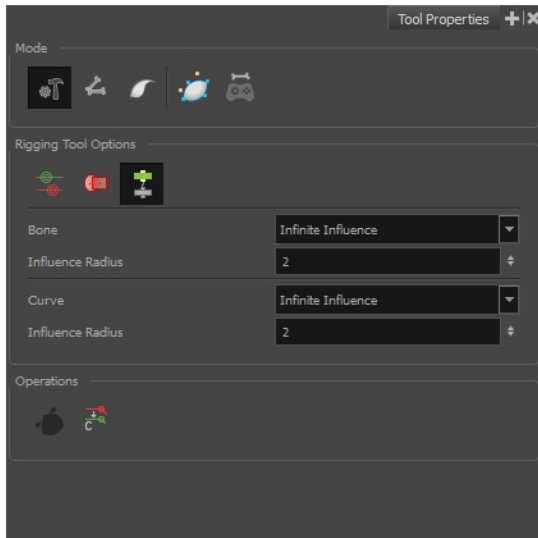 Tool Properties
Mode
Rigging Tool Options
Bone Infinite Influence
Influence Radius 2
Curve Infinite Influence
Influence Radius 2
Operations
C